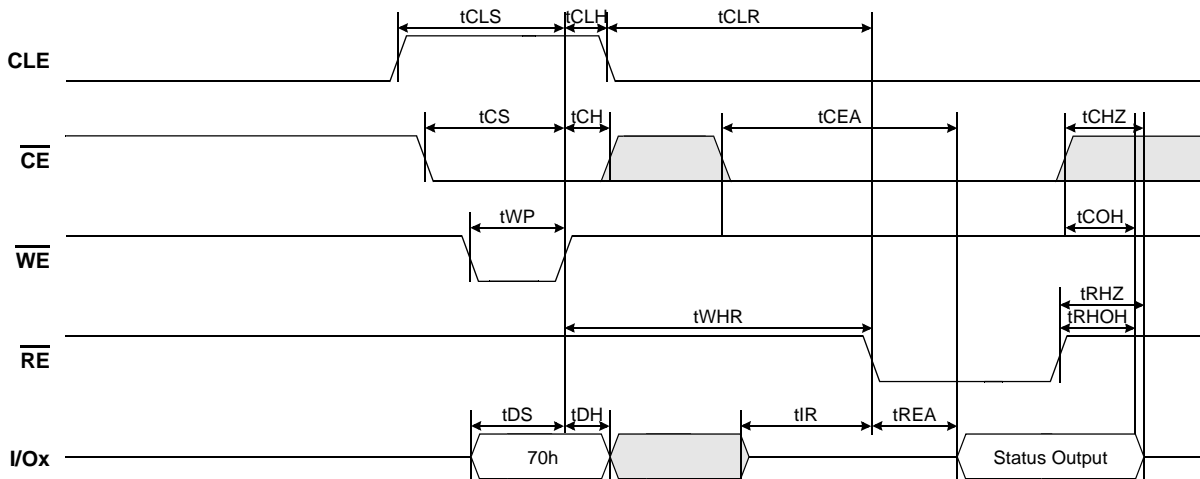 tCLS tCLH tCLR
CLE
tCS tCH tCEA tCHZ
CE
tWP tCOH
WE
tRHZ
tWHR tRHOH
RE
tDS tDH tIR tREA
I/Ox 70h Status Output